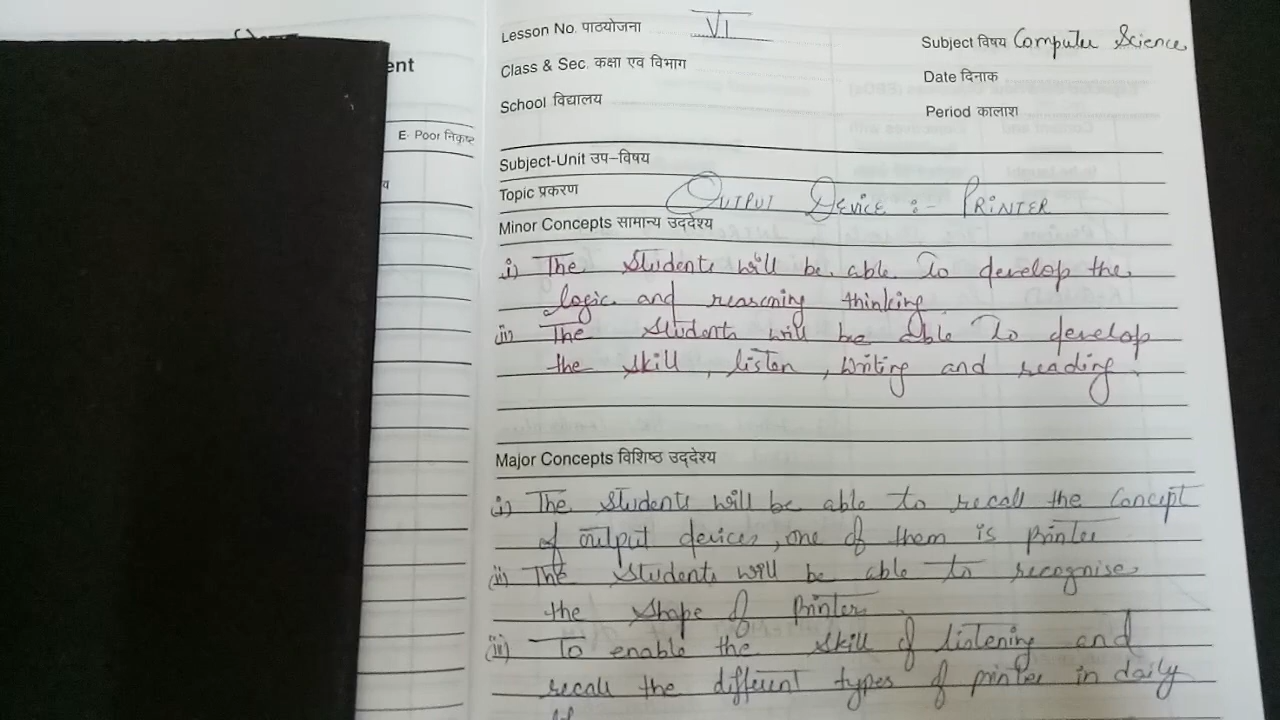 ent
E- Poor निकृष्ट
Lesson No. पाठयोजना VI
Subject विषय Computer Science
Class & Sec. कक्षा एव विभाग
Date दिनाक
School विद्यालय
Period कालाश
Subject-Unit उप-विषय
Topic प्रकरण OUTPUT DEVICE :- PRINTER
Minor Concepts सामान्य उद्देश्य
i) The Students will be able To develop the
logic and reasoning thinking
ii) The Students will be able To develop
the skill, listen, writing and reading.
Major Concepts विशिष्ठ उद्देश्य
i) The Students will be able to recall the Concept
of output devices, one of them is printer
ii) The Students will be able to recognise
the shape of Printer.
iii) To enable the skill of listening and
recall the different types of printer in daily